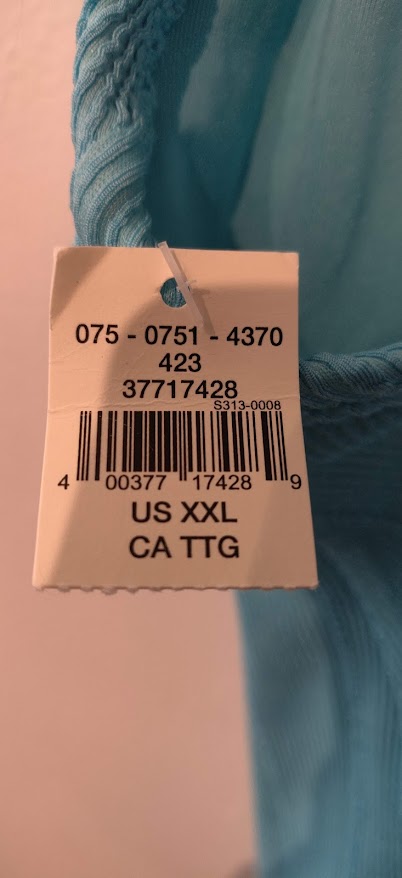 075 - 0751 - 4370
423
37717428
S313-0008
4 00377 17428 9
US XXL
CA TTG